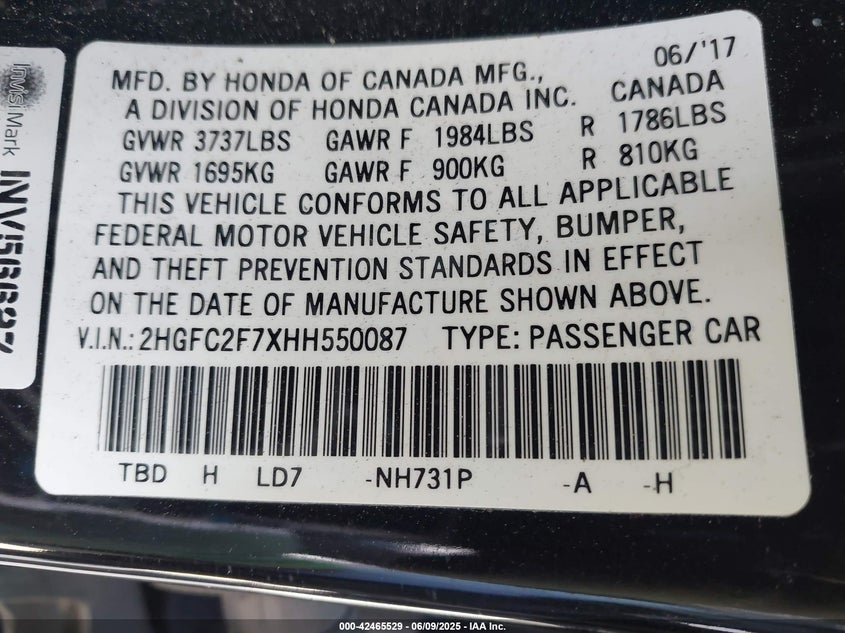 06/'17
MFD. BY HONDA OF CANADA MFG.,
CANADA
A DIVISION OF HONDA CANADA INC.
GVWR 3737LBS GAWR F 1984LBS R 1786LBS
GVWR 1695KG GAWR F 900KG R 810KG
THIS VEHICLE CONFORMS TO ALL APPLICABLE
FEDERAL MOTOR VEHICLE SAFETY, BUMPER,
AND THEFT PREVENTION STANDARDS IN EFFECT
ON THE DATE OF MANUFACTURE SHOWN ABOVE.
V.I.N.: 2HGFC2F7XHH550087 TYPE: PASSENGER CAR
TBD H LD7 -NH731P -A -H
InvisiMark
000-42465529 - 06/09/2025 - IAA Inc.